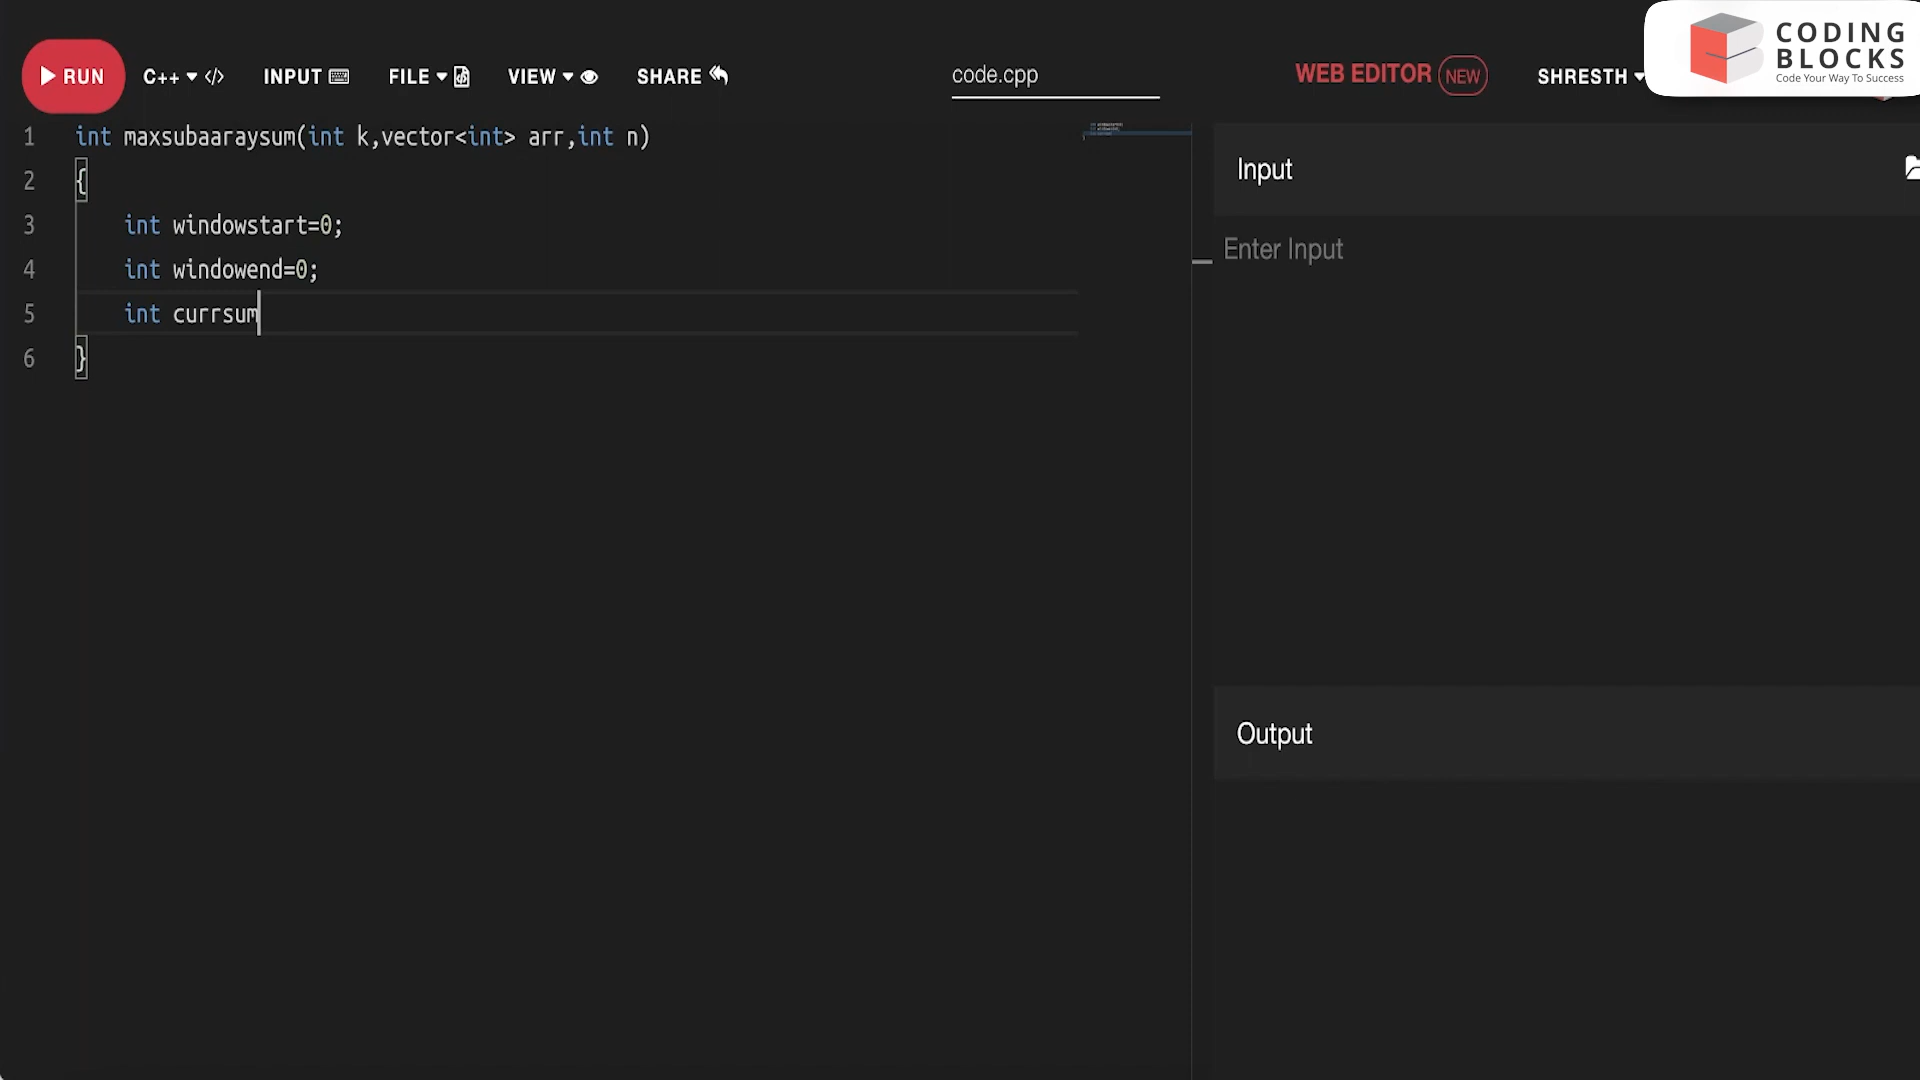 CODING
BLOCKS
Code Your Way To Success
RUN C++ </> INPUT FILE VIEW SHARE code.cpp WEB EDITOR NEW SHRESTH
1 int maxsubaaraysum(int k,vector<int> arr,int n)
2 {
3 int windowstart=0;
4 int windowend=0;
5 int currsum
6 }
Input
Enter Input
Output